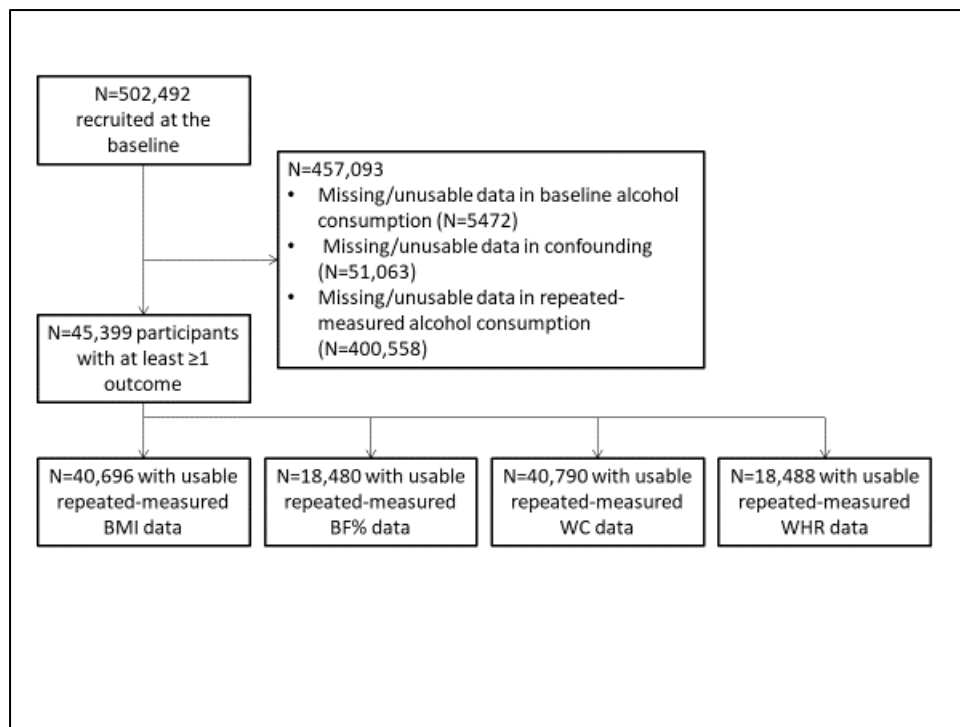 N=502,492
recruited at the
baseline
N=457,093
• Missing/unusable data in baseline alcohol
consumption (N=5472)
• Missing/unusable data in confounding
(N=51,063)
• Missing/unusable data in repeated-
measured alcohol consumption
(N=400,558)
N=45,399 participants
with at least ≥1
outcome
N=40,696 with usable
repeated-measured
BMI data
N=18,480 with usable
repeated-measured
BF% data
N=40,790 with usable
repeated-measured
WC data
N=18,488 with usable
repeated-measured
WHR data